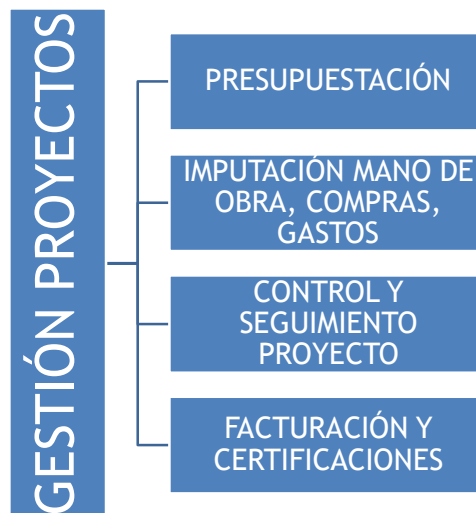 GESTIÓN PROYECTOS
PRESUPUESTACIÓN
IMPUTACIÓN MANO DE
OBRA, COMPRAS,
GASTOS
CONTROL Y
SEGUIMIENTO
PROYECTO
FACTURACIÓN Y
CERTIFICACIONES